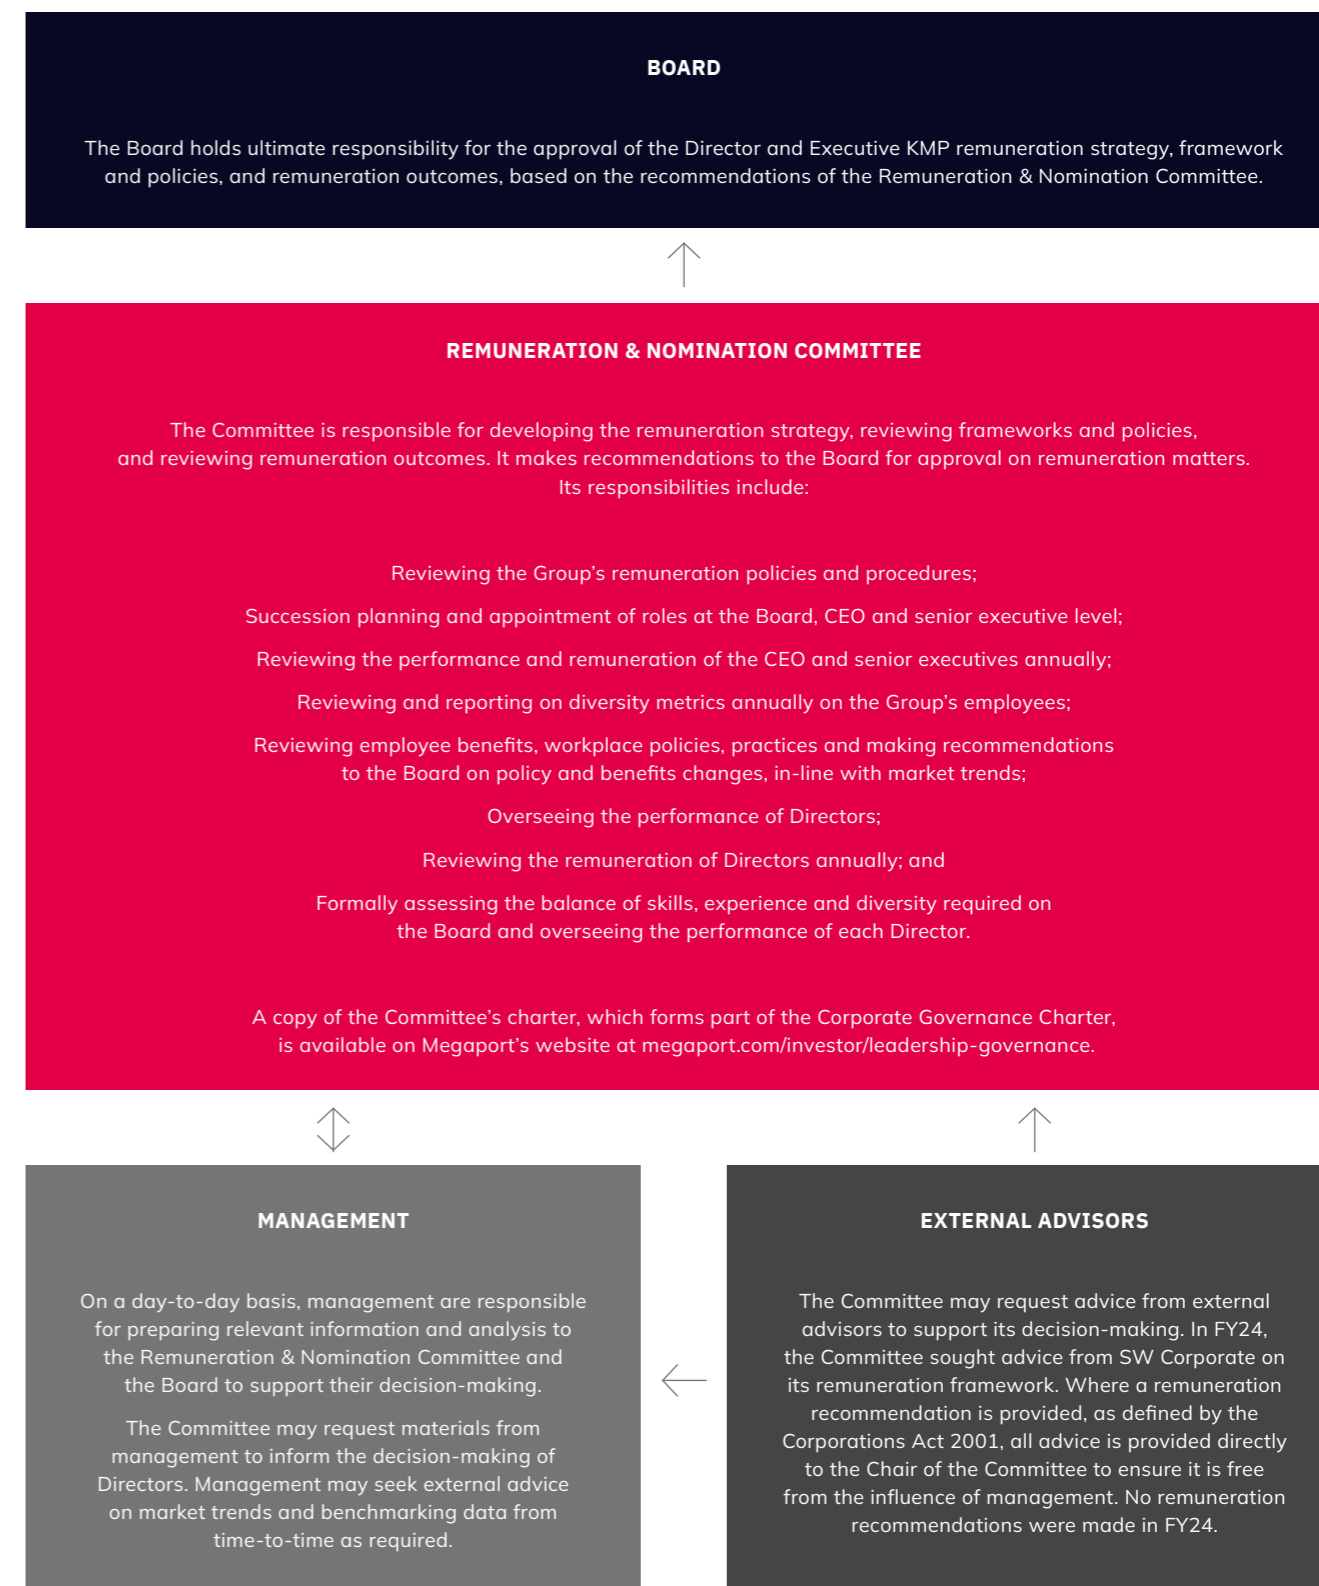 BOARD
The Board holds ultimate responsibility for the approval of the Director and Executive KMP remuneration strategy, framework
and policies, and remuneration outcomes, based on the recommendations of the Remuneration & Nomination Committee.
REMUNERATION & NOMINATION COMMITTEE
The Committee is responsible for developing the remuneration strategy, reviewing frameworks and policies,
and reviewing remuneration outcomes. It makes recommendations to the Board for approval on remuneration matters.
Its responsibilities include:
Reviewing the Group’s remuneration policies and procedures;
Succession planning and appointment of roles at the Board, CEO and senior executive level;
Reviewing the performance and remuneration of the CEO and senior executives annually;
Reviewing and reporting on diversity metrics annually on the Group’s employees;
Reviewing employee benefits, workplace policies, practices and making recommendations
to the Board on policy and benefits changes, in-line with market trends;
Overseeing the performance of Directors;
Reviewing the remuneration of Directors annually; and
Formally assessing the balance of skills, experience and diversity required on
the Board and overseeing the performance of each Director.
A copy of the Committee’s charter, which forms part of the Corporate Governance Charter,
is available on Megaport’s website at megaport.com/investor/leadership-governance.
MANAGEMENT
On a day-to-day basis, management are responsible
for preparing relevant information and analysis to
the Remuneration & Nomination Committee and
the Board to support their decision-making.
The Committee may request materials from
management to inform the decision-making of
Directors. Management may seek external advice
on market trends and benchmarking data from
time-to-time as required.
EXTERNAL ADVISORS
The Committee may request advice from external
advisors to support its decision-making. In FY24,
the Committee sought advice from SW Corporate on
its remuneration framework. Where a remuneration
recommendation is provided, as defined by the
Corporations Act 2001, all advice is provided directly
to the Chair of the Committee to ensure it is free
from the influence of management. No remuneration
recommendations were made in FY24.